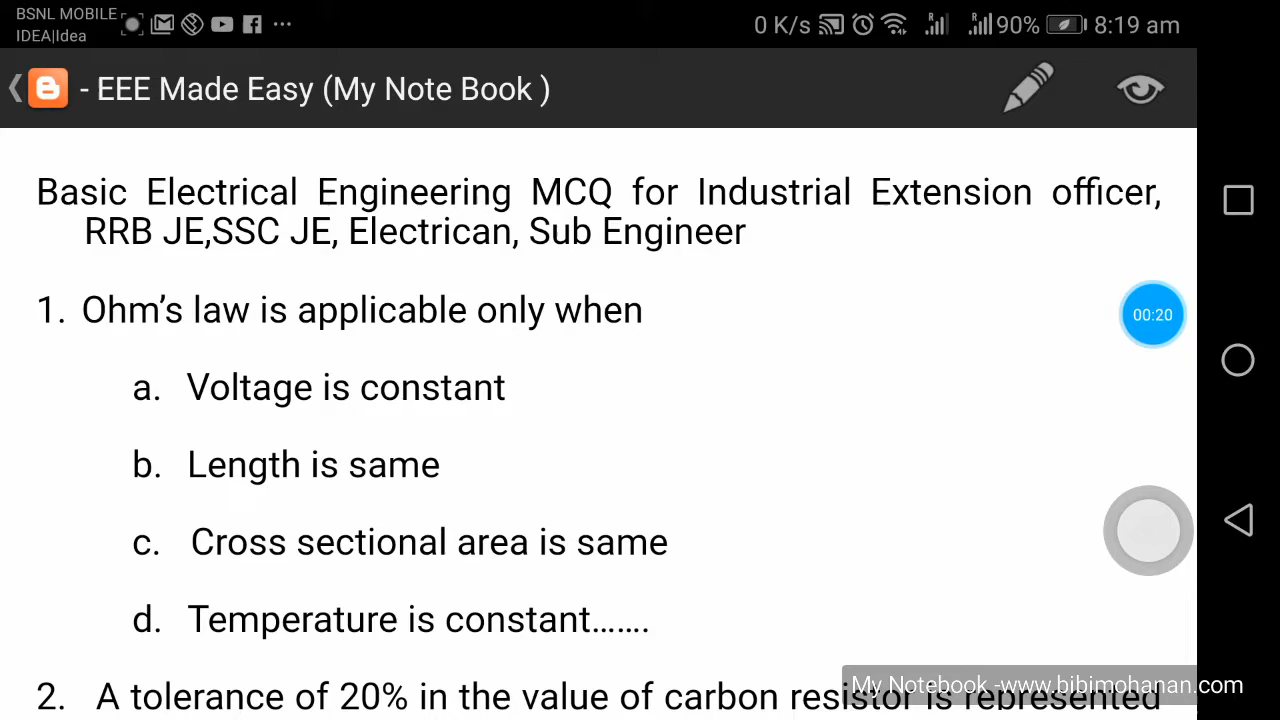 BSNL MOBILE
IDEA|Idea
0 K/s
90%
8:19 am
- EEE Made Easy (My Note Book )
Basic Electrical Engineering MCQ for Industrial Extension officer,
RRB JE,SSC JE, Electrican, Sub Engineer
1. Ohm's law is applicable only when
00:20
a. Voltage is constant
b. Length is same
c. Cross sectional area is same
d. Temperature is constant.......
2. A tolerance of 20% in the value of carbon resistor is represented
My Notebook -www.bibimohanan.com